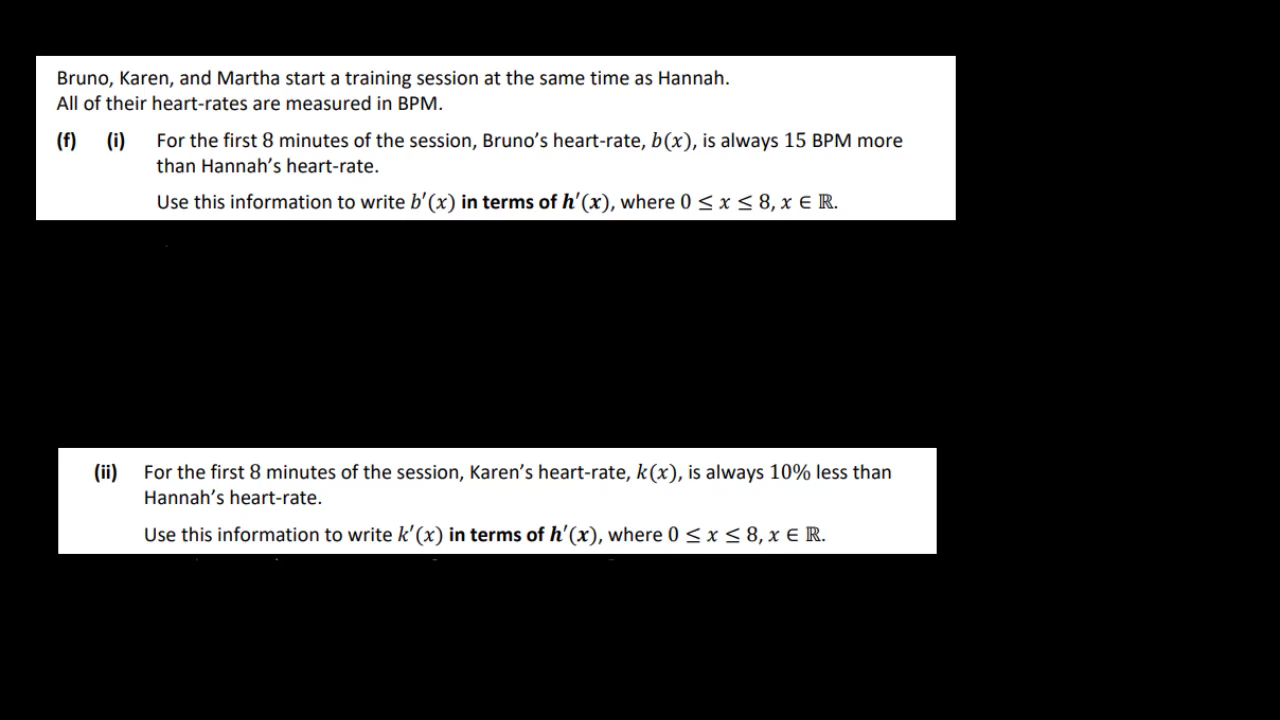 Bruno, Karen, and Martha start a training session at the same time as Hannah.
All of their heart-rates are measured in BPM.
(f) (i) For the first 8 minutes of the session, Bruno’s heart-rate, b(x), is always 15 BPM more
than Hannah’s heart-rate.
Use this information to write b′(x) in terms of h′(x), where 0 ≤ x ≤ 8, x ∈ ℝ.
(ii) For the first 8 minutes of the session, Karen’s heart-rate, k(x), is always 10% less than
Hannah’s heart-rate.
Use this information to write k′(x) in terms of h′(x), where 0 ≤ x ≤ 8, x ∈ ℝ.